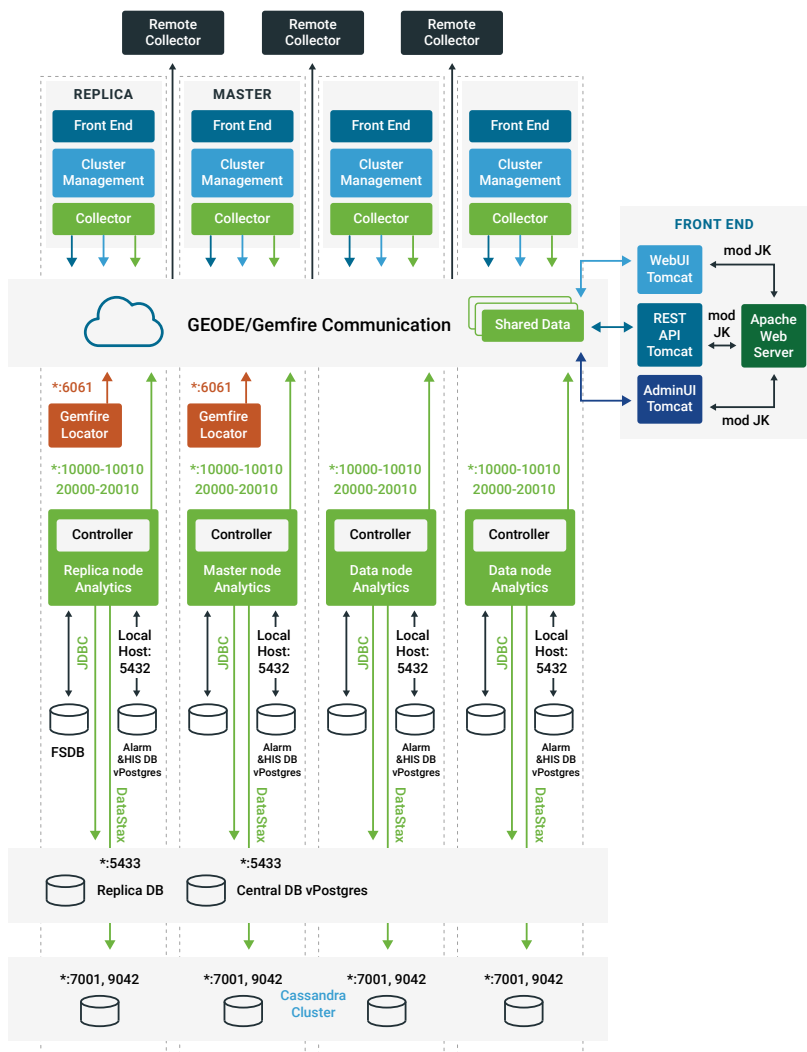 Remote
Collector
Remote
Collector
Remote
Collector
REPLICA
MASTER
Front End
Front End
Front End
Front End
Cluster
Management
Cluster
Management
Cluster
Management
Cluster
Management
Collector
Collector
Collector
Collector
FRONT END
WebUI
Tomcat
mod JK
REST
API
Tomcat
mod
JK
Apache
Web
Server
AdminUI
Tomcat
mod JK
GEODE/Gemfire Communication
Shared Data
*:6061
*:6061
Gemfire
Locator
Gemfire
Locator
*:10000-10010
20000-20010
*:10000-10010
20000-20010
*:10000-10010
20000-20010
*:10000-10010
20000-20010
Controller
Controller
Controller
Controller
Replica node
Analytics
Master node
Analytics
Data node
Analytics
Data node
Analytics
JDBC
Local
Host:
5432
JDBC
Local
Host:
5432
JDBC
Local
Host:
5432
JDBC
Local
Host:
5432
FSDB
Alarm
&HIS DB
vPostgres
Alarm
&HIS DB
vPostgres
Alarm
&HIS DB
vPostgres
Alarm
&HIS DB
vPostgres
DataStax
DataStax
DataStax
DataStax
*:5433
*:5433
Replica DB
Central DB vPostgres
*:7001, 9042
*:7001, 9042
*:7001, 9042
*:7001, 9042
Cassandra
Cluster